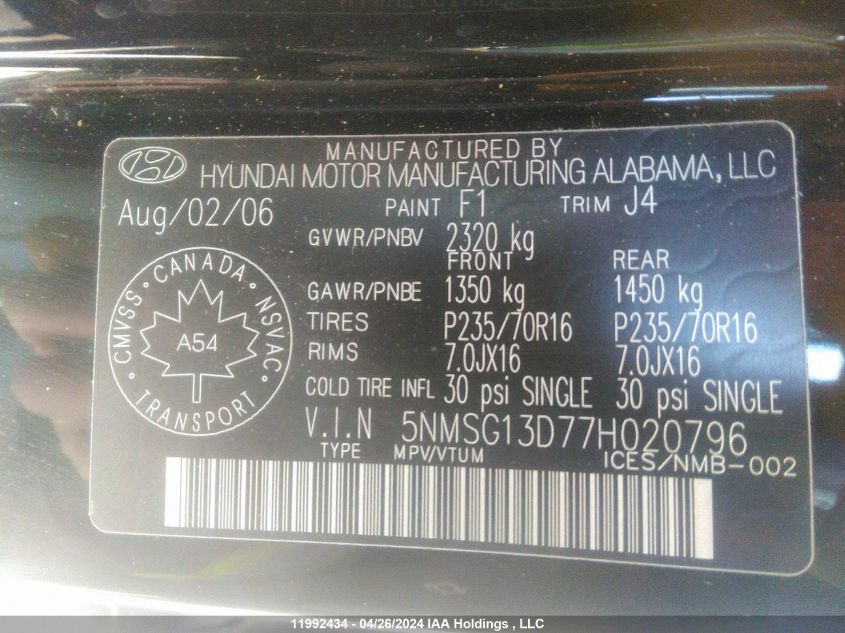 MANUFACTURED BY
HYUNDAI MOTOR MANUFACTURING ALABAMA, LLC
Aug/02/06 PAINT F1 TRIM J4
GVWR/PNBV 2320 kg
FRONT REAR
GAWR/PNBE 1350 kg 1450 kg
TIRES P235/70R16 P235/70R16
RIMS 7.0JX16 7.0JX16
COLD TIRE INFL 30 psi SINGLE 30 psi SINGLE
V.I.N 5NMSG13D77H020796
TYPE MPV/VTUM ICES/NMB-002
CANADA
CMVSS NSVAC
A54
TRANSPORT
11992434 - 04/26/2024 IAA Holdings , LLC